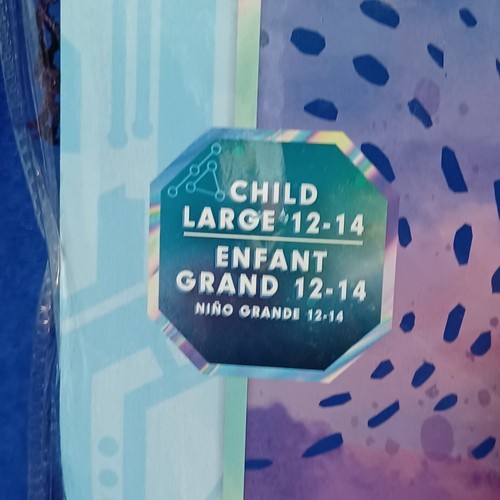 CHILD
LARGE 12-14
ENFANT
GRAND 12-14
NIÑO GRANDE 12-14